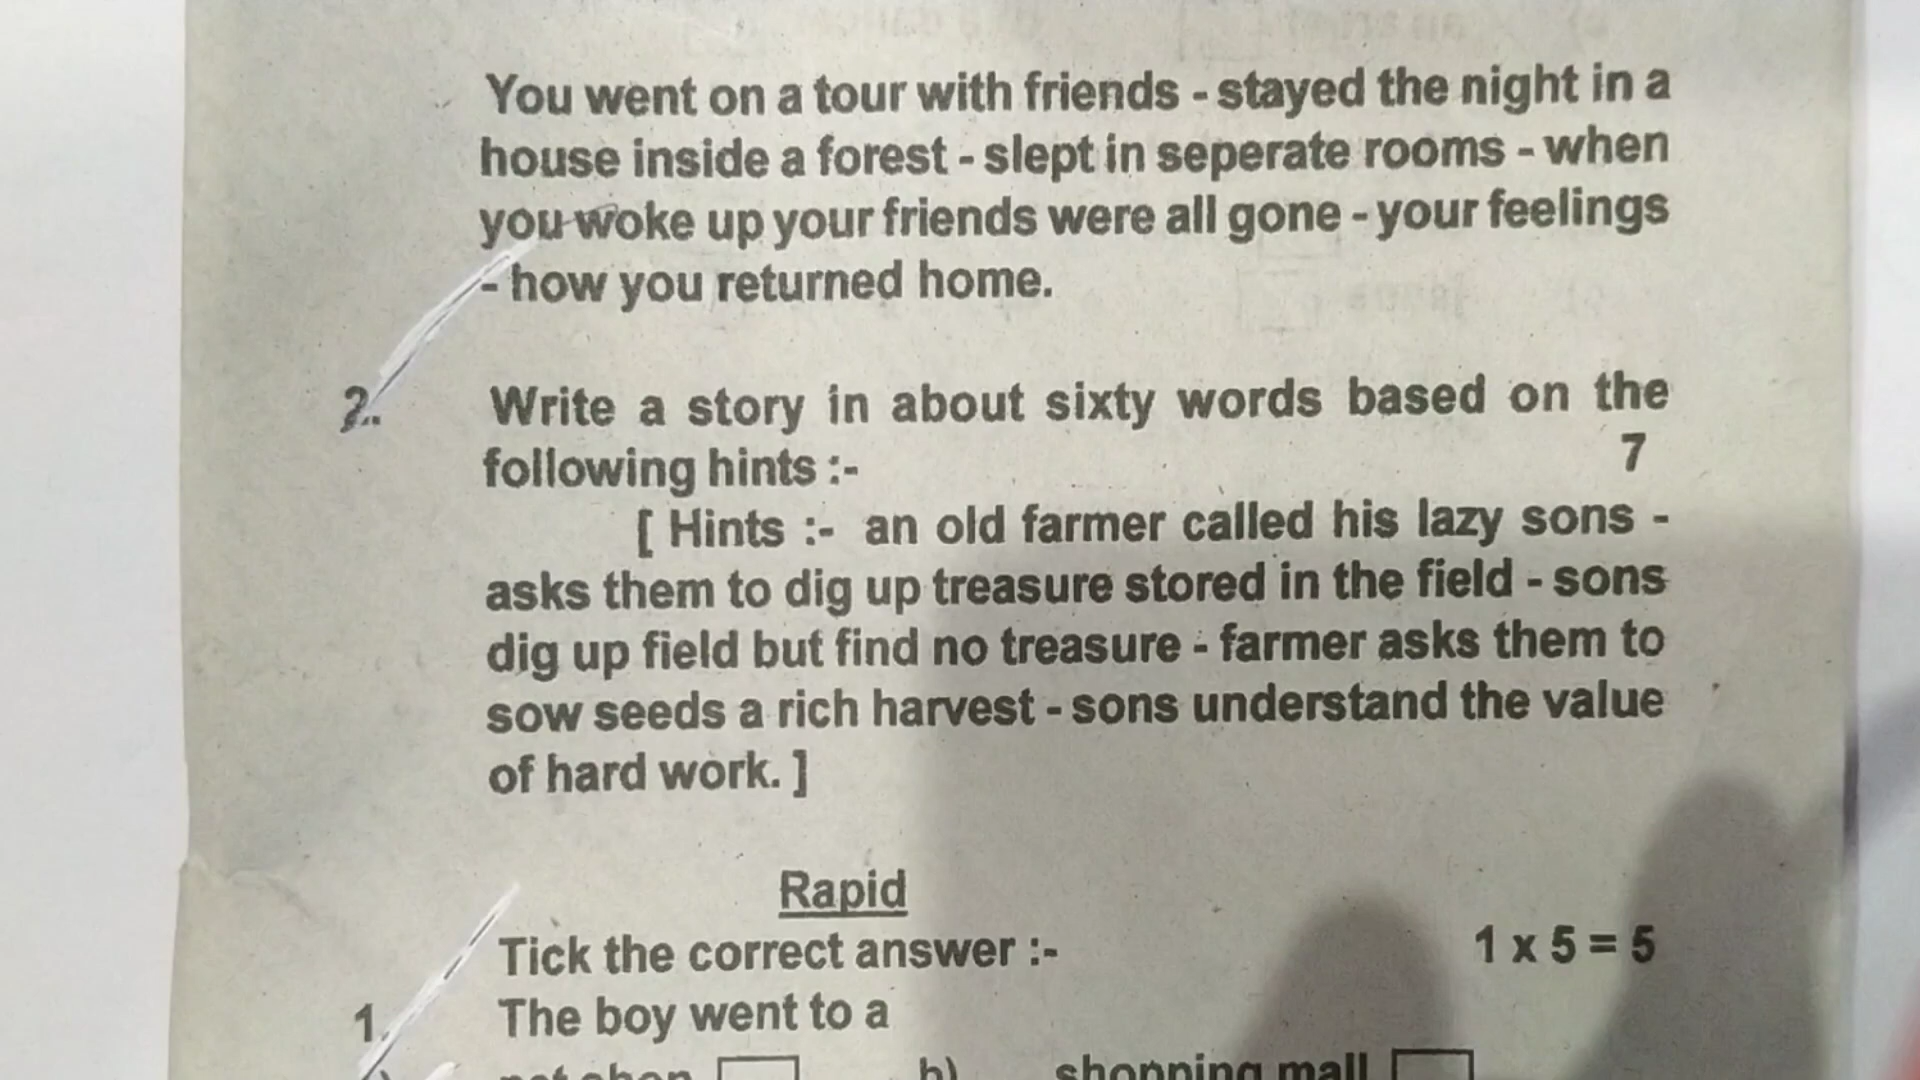 You went on a tour with friends - stayed the night in a
house inside a forest - slept in seperate rooms - when
you woke up your friends were all gone - your feelings
- how you returned home.
2. Write a story in about sixty words based on the
following hints :- 7
[ Hints :- an old farmer called his lazy sons -
asks them to dig up treasure stored in the field - sons
dig up field but find no treasure - farmer asks them to
sow seeds a rich harvest - sons understand the value
of hard work. ]
Rapid
Tick the correct answer :- 1 x 5 = 5
1. The boy went to a
b) shopping mall